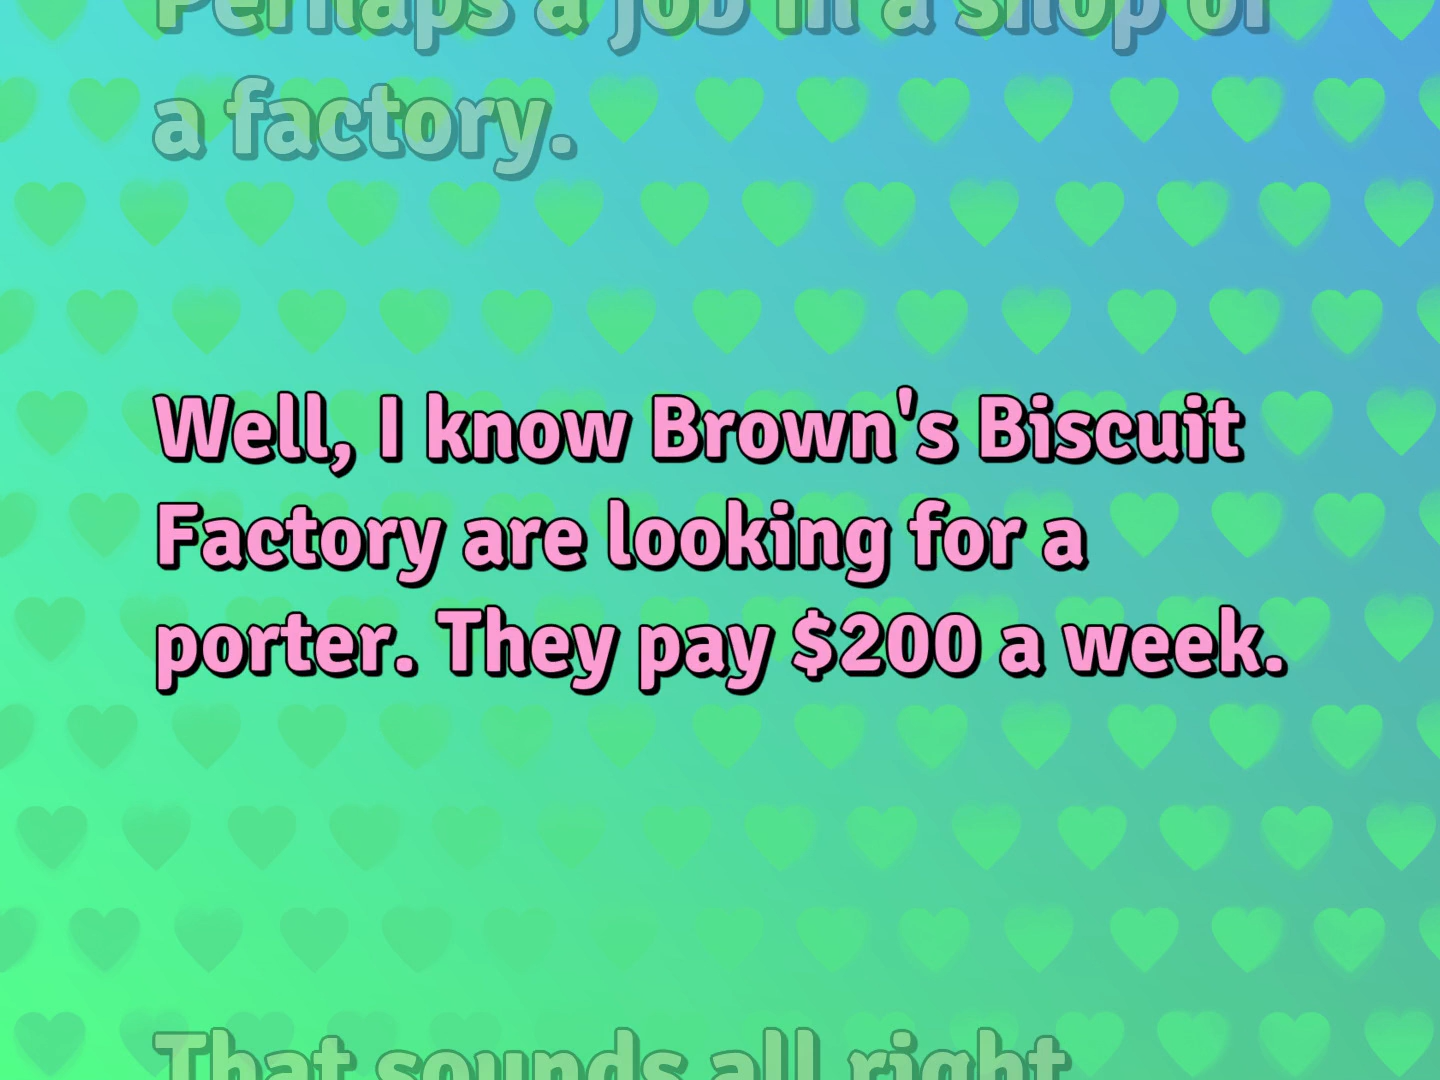 Perhaps a job in a shop or
a factory.
Well, I know Brown's Biscuit
Factory are looking for a
porter. They pay $200 a week.
That sounds all right